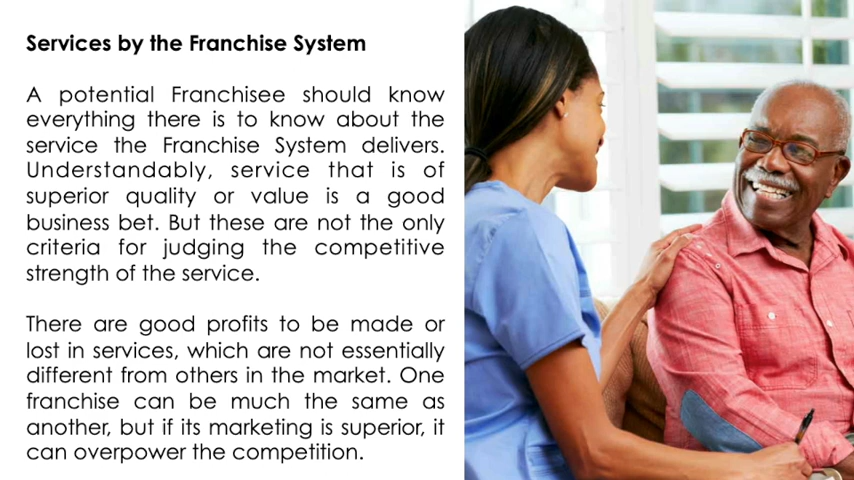 Services by the Franchise System
A potential Franchisee should know
everything there is to know about the
service the Franchise System delivers.
Understandably, service that is of
superior quality or value is a good
business bet. But these are not the only
criteria for judging the competitive
strength of the service.
There are good profits to be made or
lost in services, which are not essentially
different from others in the market. One
franchise can be much the same as
another, but if its marketing is superior, it
can overpower the competition.